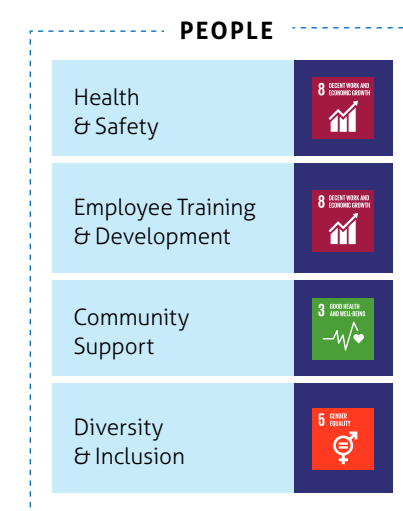 PEOPLE
Health
& Safety
8 DECENT WORK AND
ECONOMIC GROWTH
Employee Training
& Development
8 DECENT WORK AND
ECONOMIC GROWTH
Community
Support
3 GOOD HEALTH
AND WELL-BEING
Diversity
& Inclusion
5 GENDER
EQUALITY